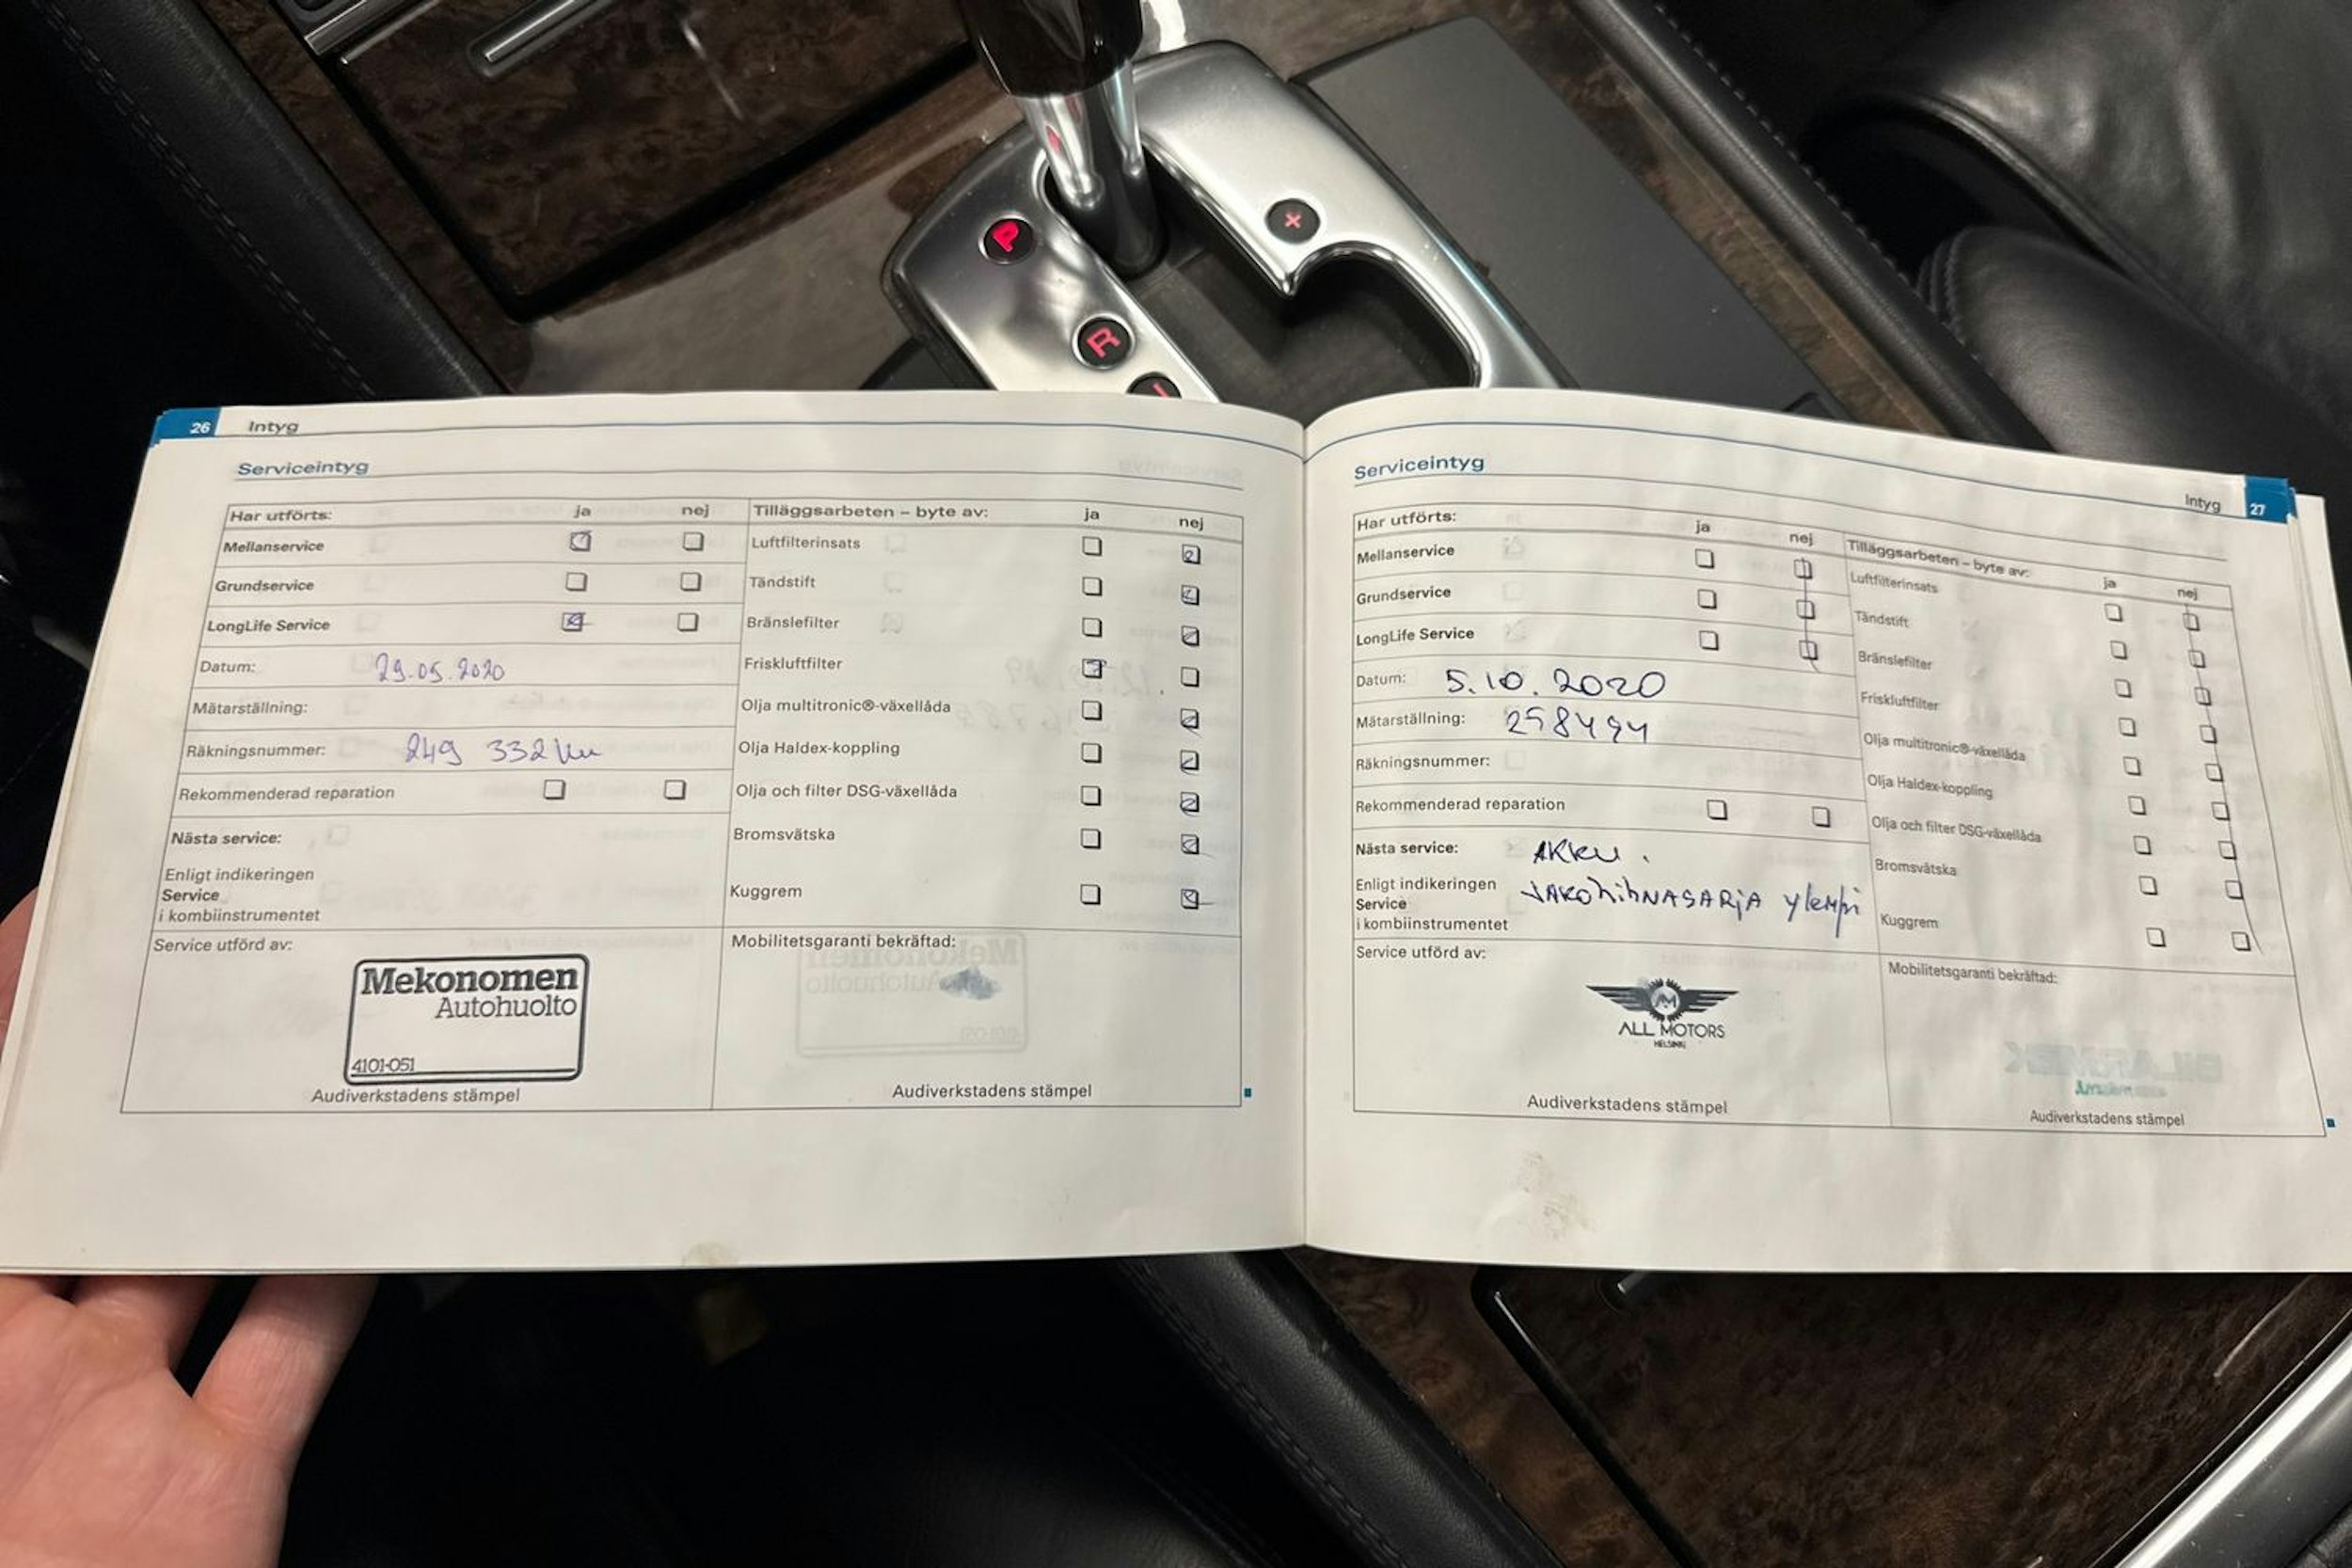 P
+
R
26 Intyg
Serviceintyg
Har utförts: ja nej
Mellanservice
Grundservice
LongLife Service
Datum: 29.05.2020
Mätarställning:
Räkningsnummer: 249 332 km
Rekommenderad reparation
Nästa service:
Enligt indikeringen
Service
i kombiinstrumentet
Service utförd av:
Mekonomen
Autohuolto
4101-051
Audiverkstadens stämpel
Tilläggsarbeten – byte av: ja nej
Luftfilterinsats
Tändstift
Bränslefilter
Friskluftfilter
Olja multitronic®-växellåda
Olja Haldex-koppling
Olja och filter DSG-växellåda
Bromsvätska
Kuggrem
Mobilitetsgaranti bekräftad:
Audiverkstadens stämpel
Intyg 27
Serviceintyg
Har utförts: ja nej
Mellanservice
Grundservice
LongLife Service
Datum: 5.10.2020
Mätarställning: 258494
Räkningsnummer:
Rekommenderad reparation
Nästa service: AKKU.
Enligt indikeringen JAKOhihNASARJA ylempi
Service
i kombiinstrumentet
Service utförd av:
AM
ALL MOTORS
HELSINKI
Audiverkstadens stämpel
Tilläggsarbeten – byte av: ja nej
Luftfilterinsats
Tändstift
Bränslefilter
Friskluftfilter
Olja multitronic®-växellåda
Olja Haldex-koppling
Olja och filter DSG-växellåda
Bromsvätska
Kuggrem
Mobilitetsgaranti bekräftad:
Audiverkstadens stämpel